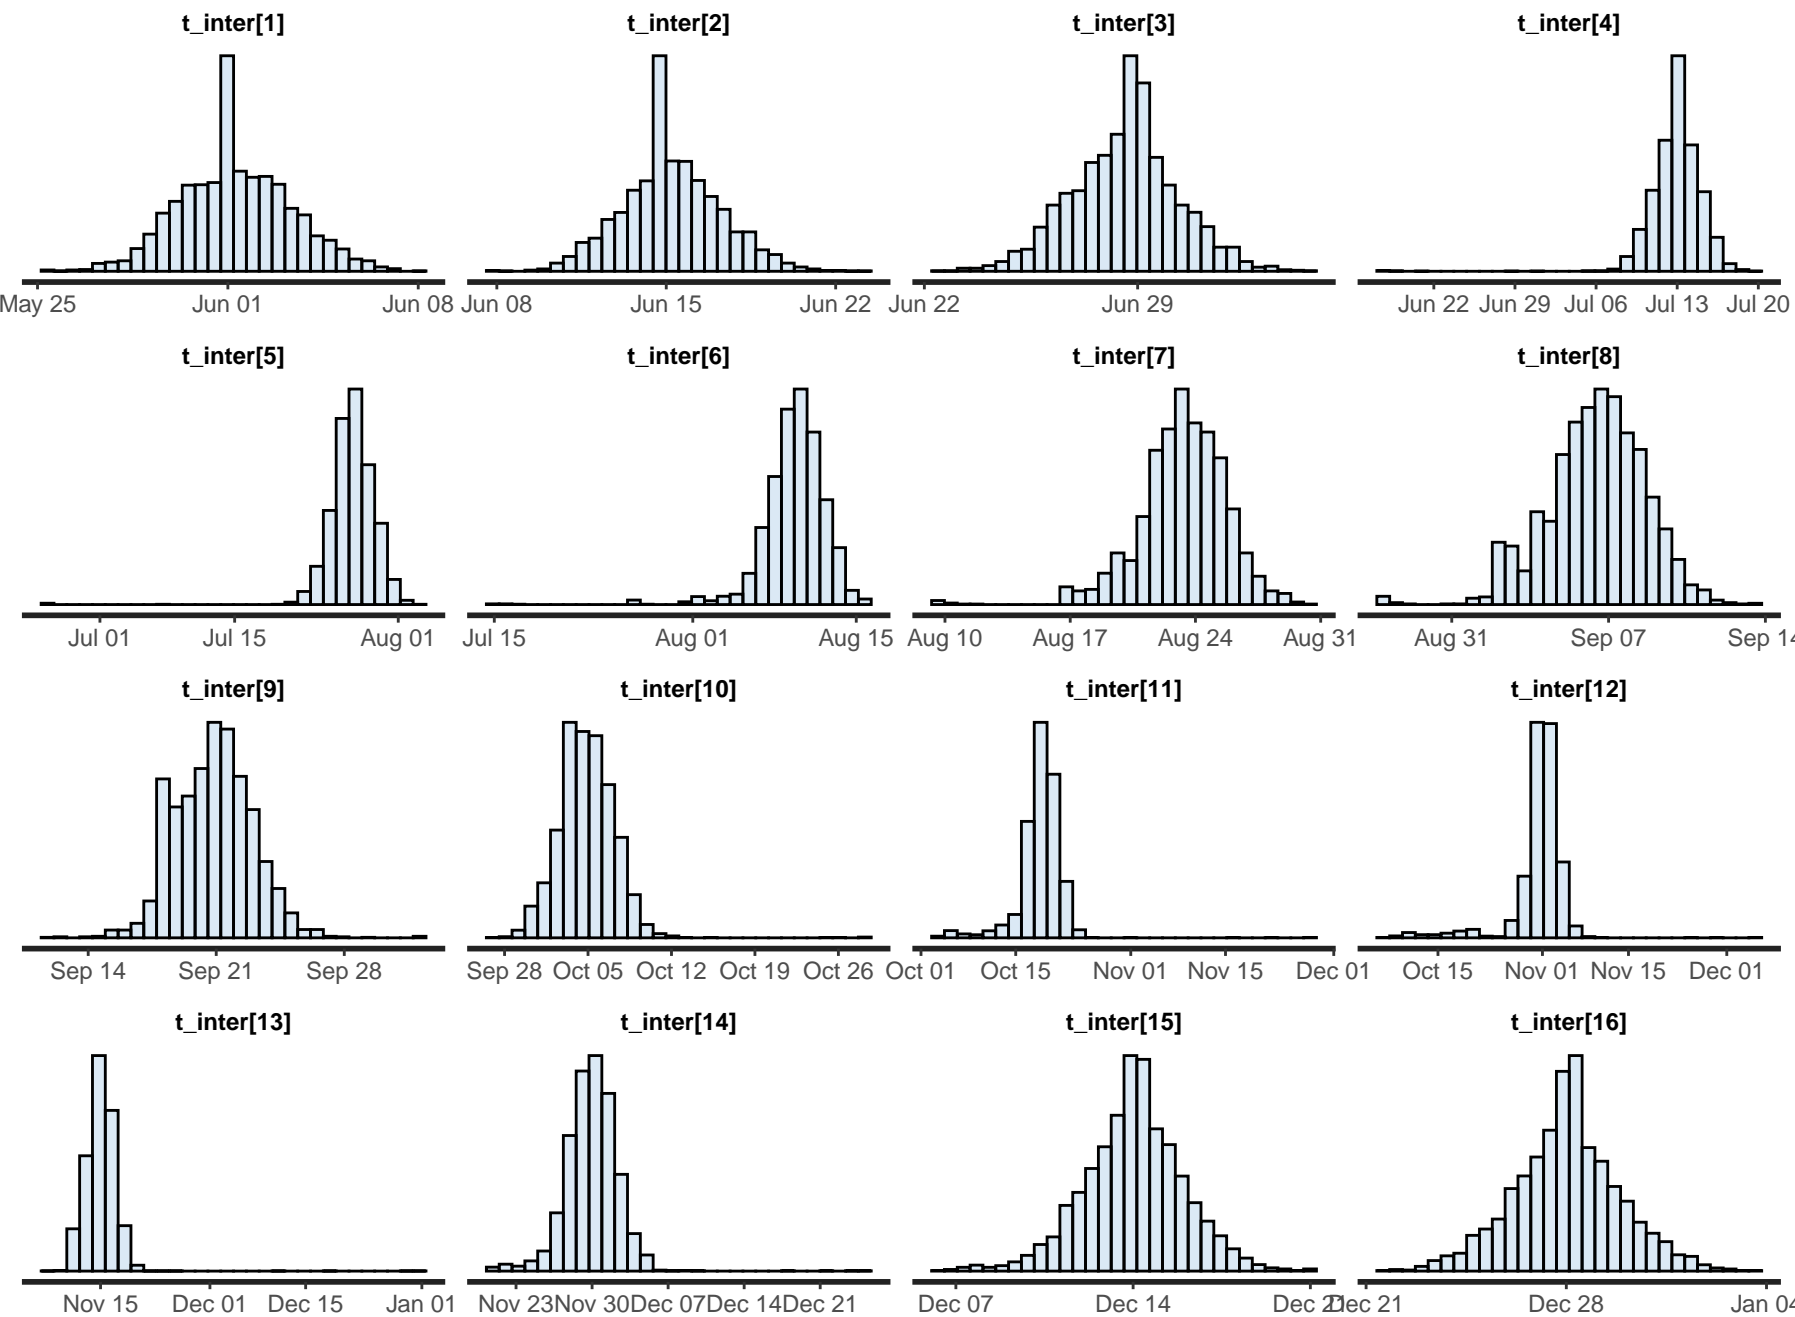 t_inter[1] t_inter[2] t_inter[3] t_inter[4]
May 25 Jun 01 Jun 08 Jun 08 Jun 15 Jun 22 Jun 22 Jun 29 Jun 22 Jun 29 Jul 06 Jul 13 Jul 20
t_inter[5] t_inter[6] t_inter[7] t_inter[8]
Jul 01 Jul 15 Aug 01 Jul 15 Aug 01 Aug 15 Aug 10 Aug 17 Aug 24 Aug 31 Aug 31 Sep 07 Sep 14
t_inter[9] t_inter[10] t_inter[11] t_inter[12]
Sep 14 Sep 21 Sep 28 Sep 28 Oct 05 Oct 12 Oct 19 Oct 26 Oct 01 Oct 15 Nov 01 Nov 15 Dec 01 Oct 15 Nov 01 Nov 15 Dec 01
t_inter[13] t_inter[14] t_inter[15] t_inter[16]
Nov 15 Dec 01 Dec 15 Jan 01 Nov 23 Nov 30 Dec 07 Dec 14 Dec 21 Dec 07 Dec 14 Dec 21 Dec 21 Dec 28 Jan 04